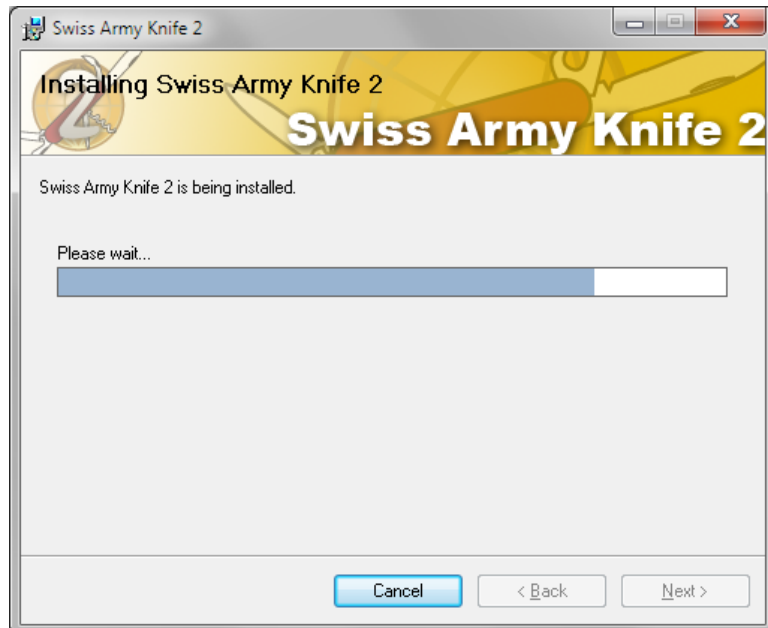 Swiss Army Knife 2
Installing Swiss Army Knife 2
Swiss Army Knife 2
Swiss Army Knife 2 is being installed.
Please wait...
Cancel
< Back
Next >